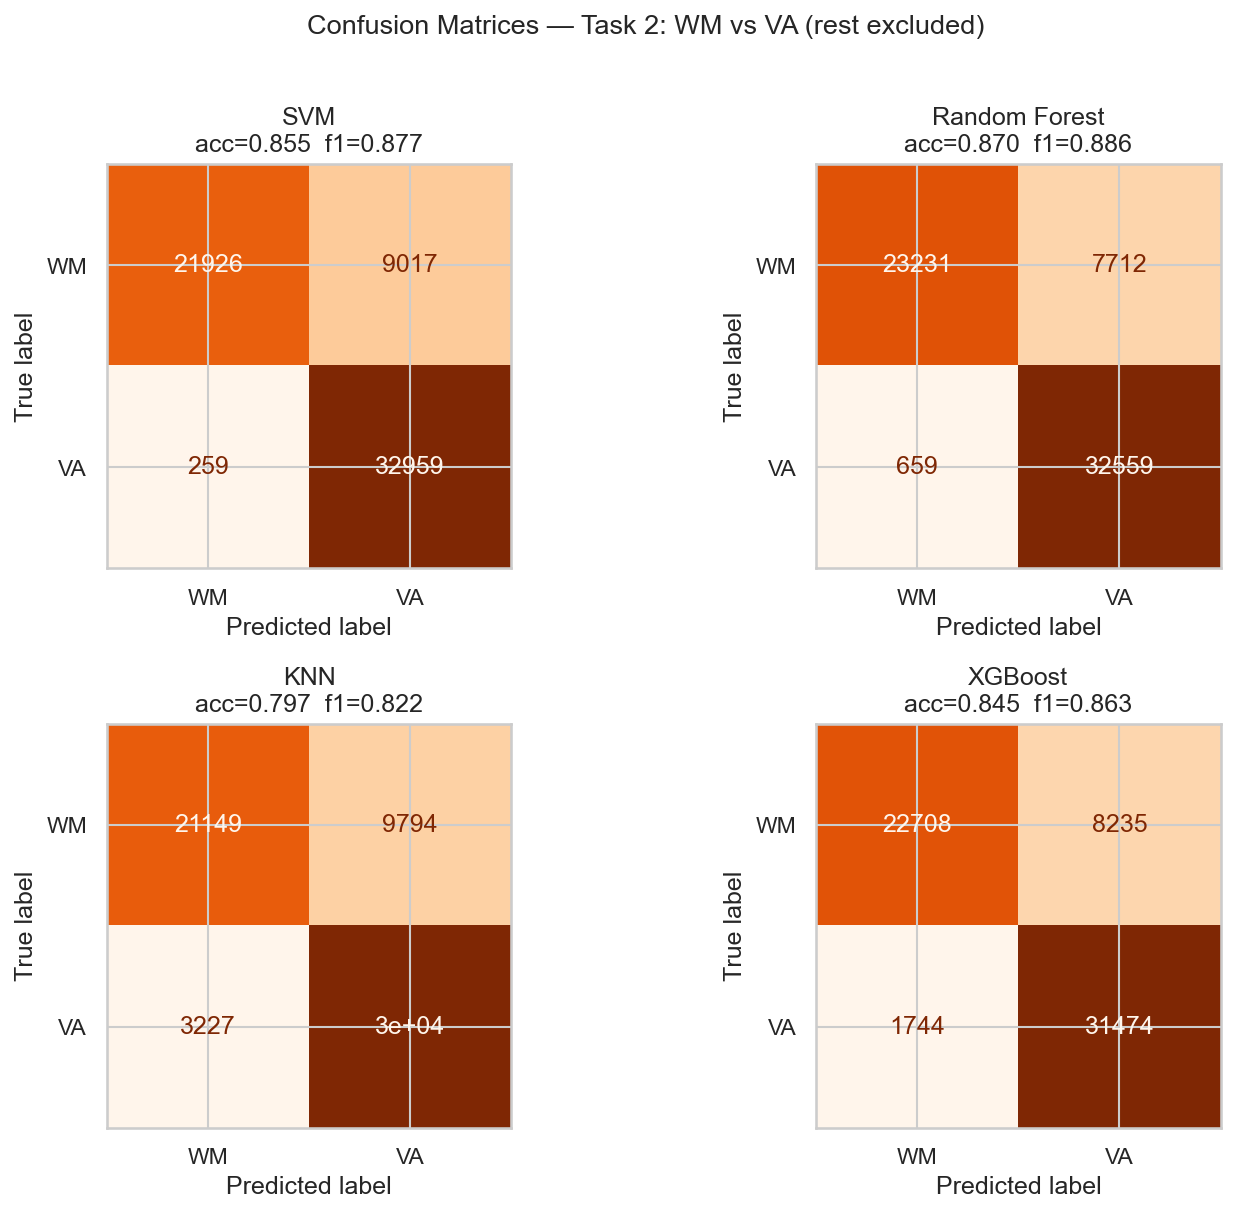 Confusion Matrices — Task 2: WM vs VA (rest excluded)
SVM
acc=0.855  f1=0.877
True label
WM
21926
9017
VA
259
32959
WM
VA
Predicted label
Random Forest
acc=0.870  f1=0.886
True label
WM
23231
7712
VA
659
32559
WM
VA
Predicted label
KNN
acc=0.797  f1=0.822
True label
WM
21149
9794
VA
3227
3e+04
WM
VA
Predicted label
XGBoost
acc=0.845  f1=0.863
True label
WM
22708
8235
VA
1744
31474
WM
VA
Predicted label